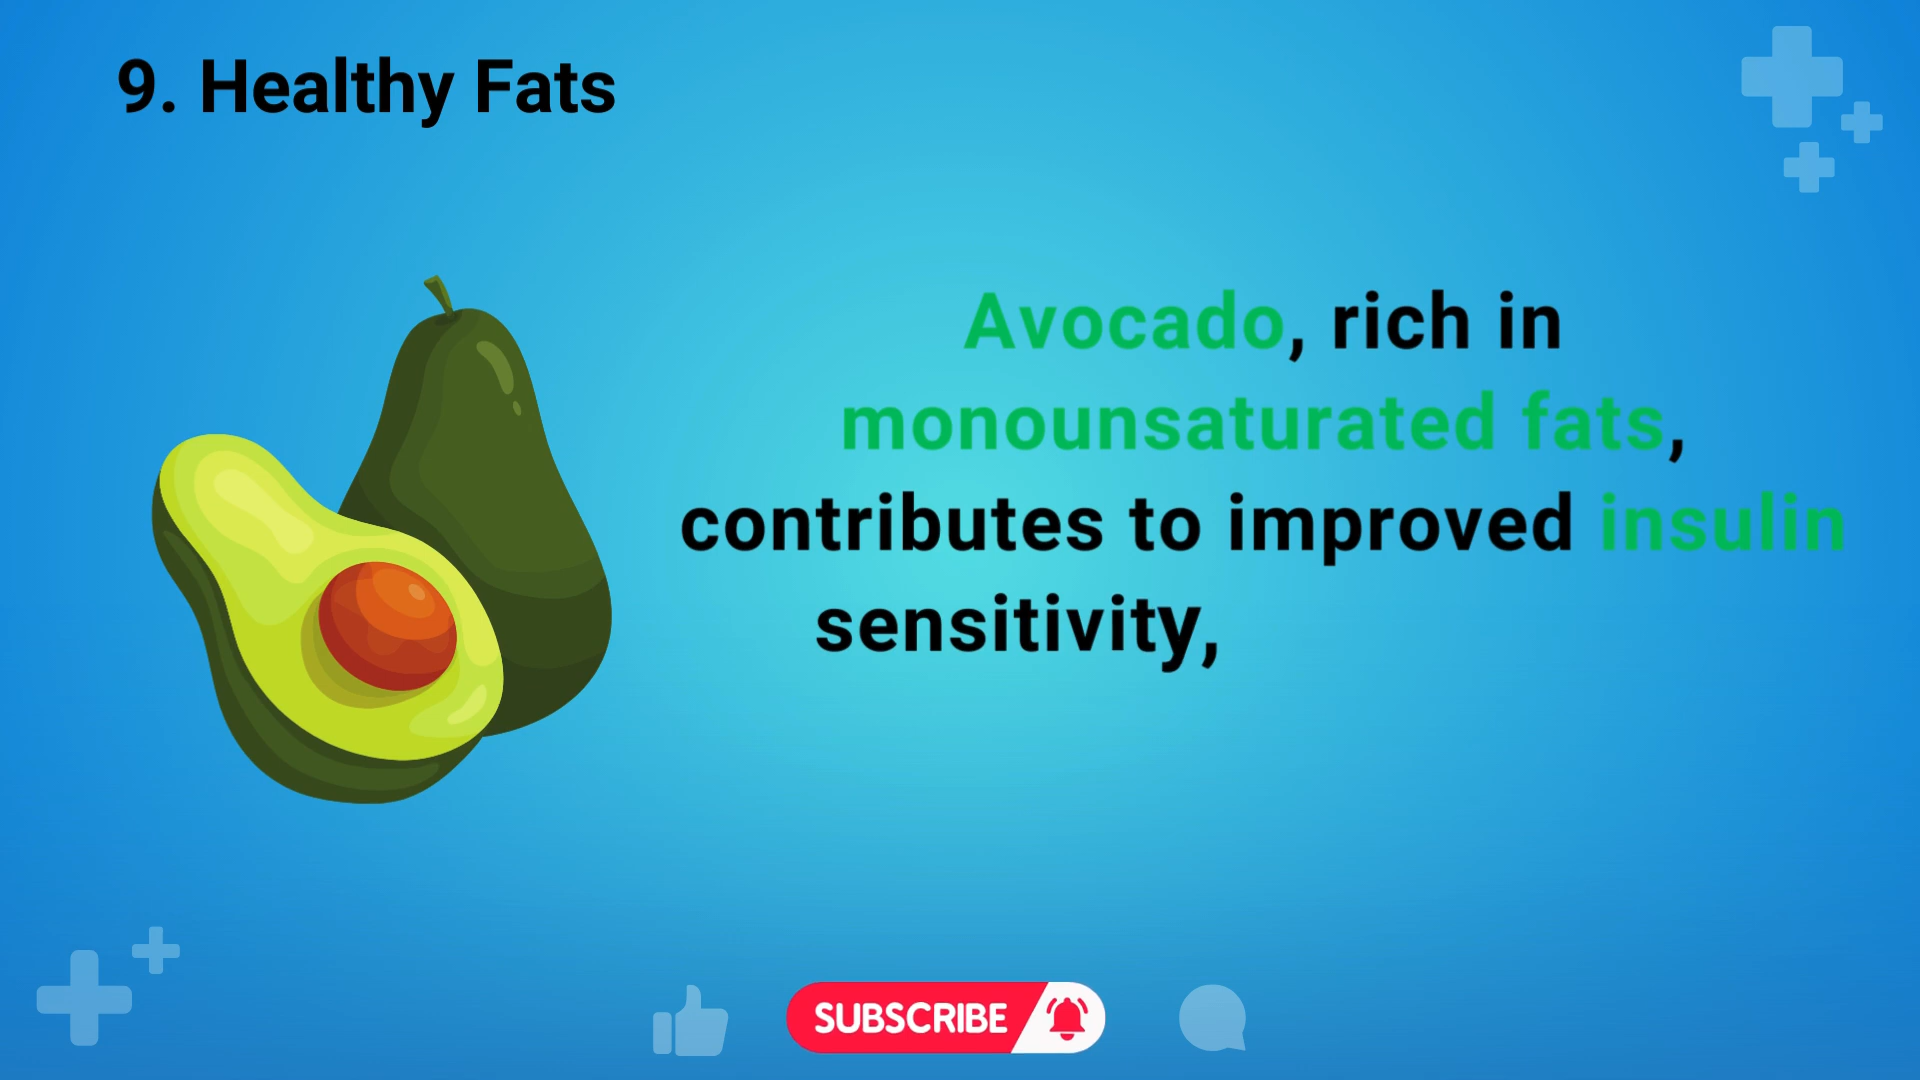 9. Healthy Fats
Avocado, rich in
monounsaturated fats,
contributes to improved insulin
sensitivity,
SUBSCRIBE